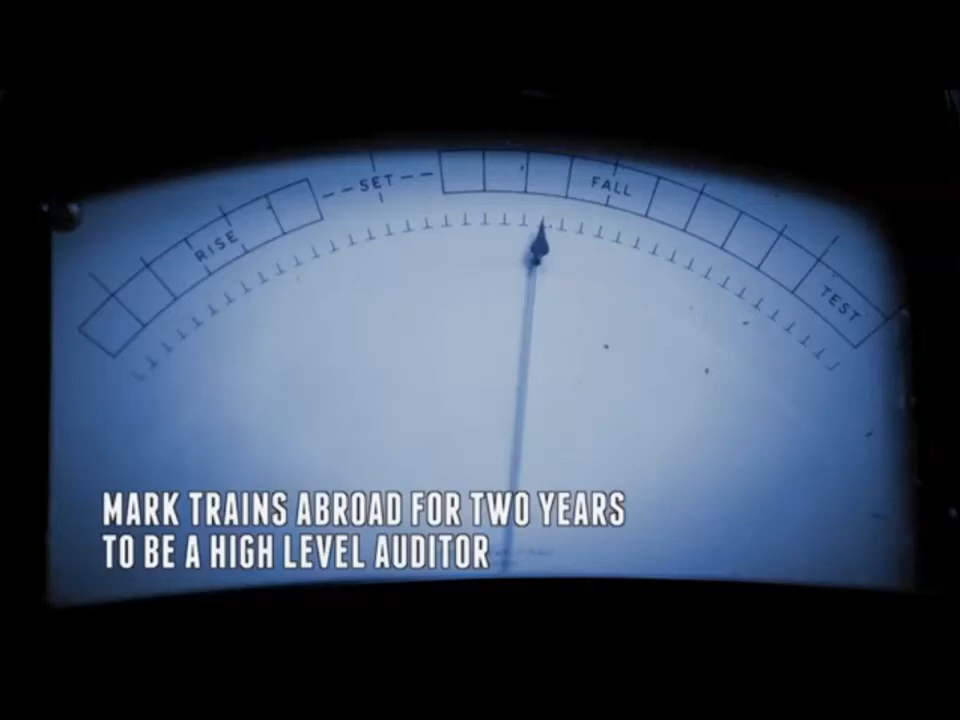 SET
FALL
RISE
TEST
MARK TRAINS ABROAD FOR TWO YEARS
TO BE A HIGH LEVEL AUDITOR